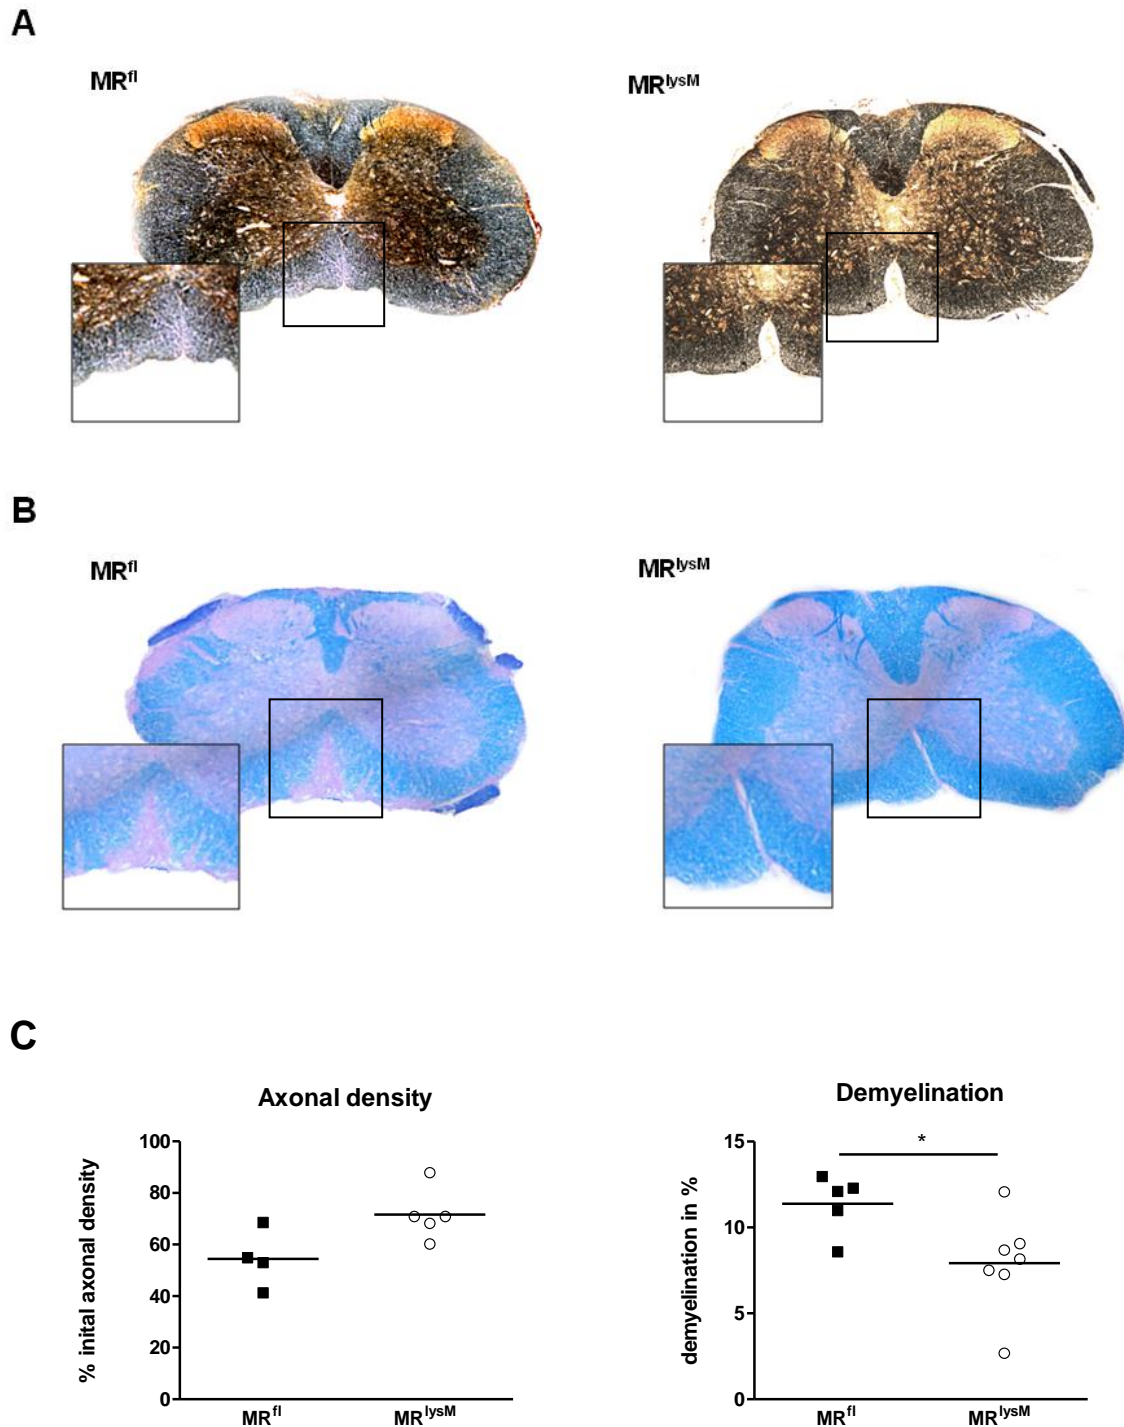 A
MRfl
MRlysM
B
MRfl
MRlysM
C
Axonal density
% inital axonal density
100
80
60
40
20
0
MRfl
MRlysM
Demyelination
demyelination in %
15
10
5
0
*
MRfl
MRlysM